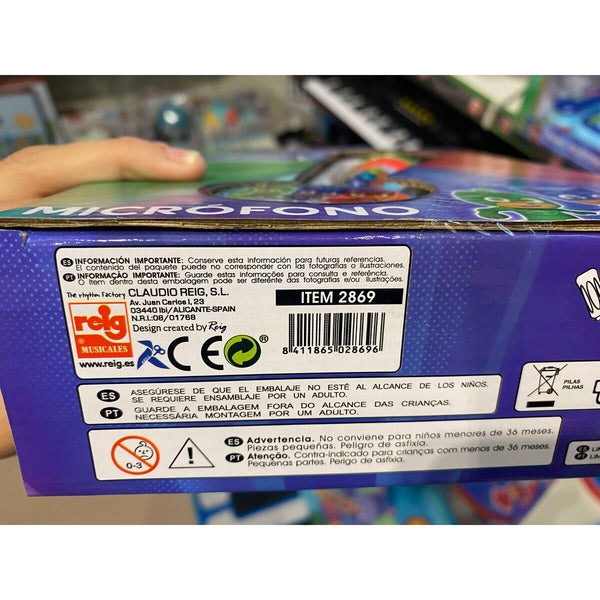 MICRÓFONO
ES INFORMACIÓN IMPORTANTE: Conserve esta información para futuras referencias.
El contenido del paquete puede no corresponder con las fotografías o ilustraciones.
PT INFORMAÇÃO IMPORTANTE: Guarde estas informações para consulta e referência.
O item dentro desta embalagem pode ser diferente das fotografias e/ou ilustrações.
The rhythm Factory CLAUDIO REIG, S.L.
Av. Juan Carlos I, 23
03440 Ibi/ALICANTE-SPAIN
N.R.I.:08/01768
Design created by Reig
reig
® MUSICALES
www.reig.es
CE
ITEM 2869
8 411865 028696
ES ASEGÚRESE DE QUE EL EMBALAJE NO ESTÉ AL ALCANCE DE LOS NIÑOS.
SE REQUIERE ENSAMBLAJE POR UN ADULTO.
PT GUARDE A EMBALAGEM FORA DO ALCANCE DAS CRIANÇAS.
NECESSÁRIA MONTAGEM POR UM ADULTO.
PILAS
PILHAS
0-3
!
ES Advertencia. No conviene para niños menores de 36 meses.
Piezas pequeñas. Peligro de asfixia.
PT Atenção. Contra-indicado para crianças com menos de 36 meses.
Pequenas partes. Perigo de asfixia.
ES
PT